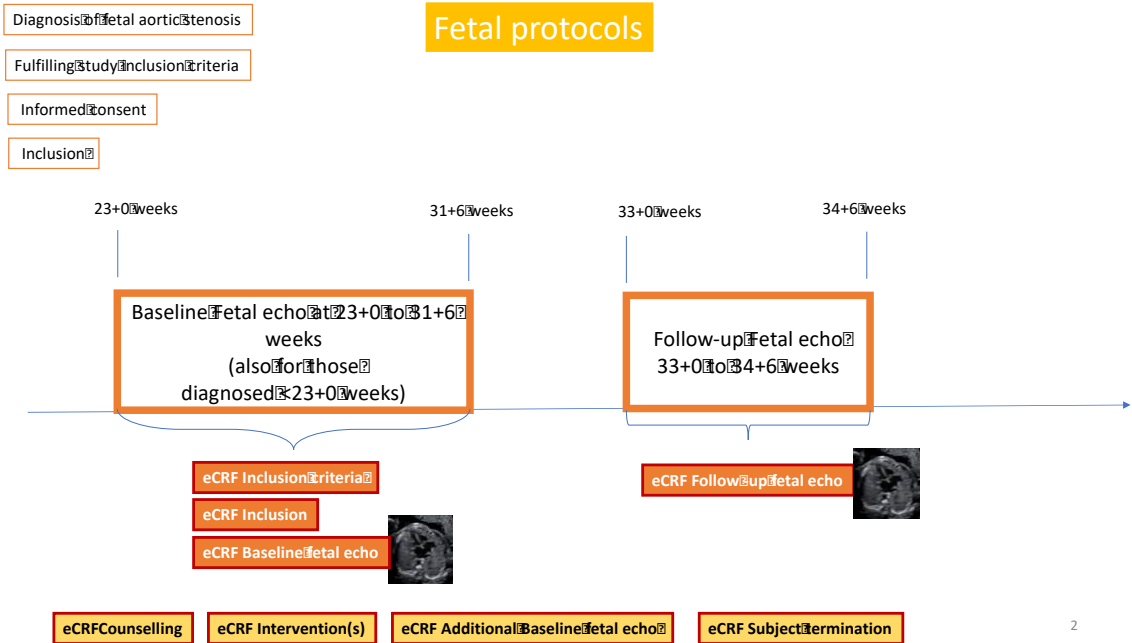 Diagnosis of fetal aortic stenosis
Fetal protocols
Fulfilling study inclusion criteria
Informed consent
Inclusion
23+0 weeks
31+6 weeks
33+0 weeks
34+6 weeks
Baseline Fetal echo at 23+0 to 31+6
weeks
(also for those
diagnosed <23+0 weeks)
Follow-up Fetal echo
33+0 to 34+6 weeks
eCRF Inclusion criteria
eCRF Inclusion
eCRF Baseline fetal echo
eCRF Follow-up fetal echo
eCRFCounselling
eCRF Intervention(s)
eCRF Additional Baseline fetal echo
eCRF Subject termination
2